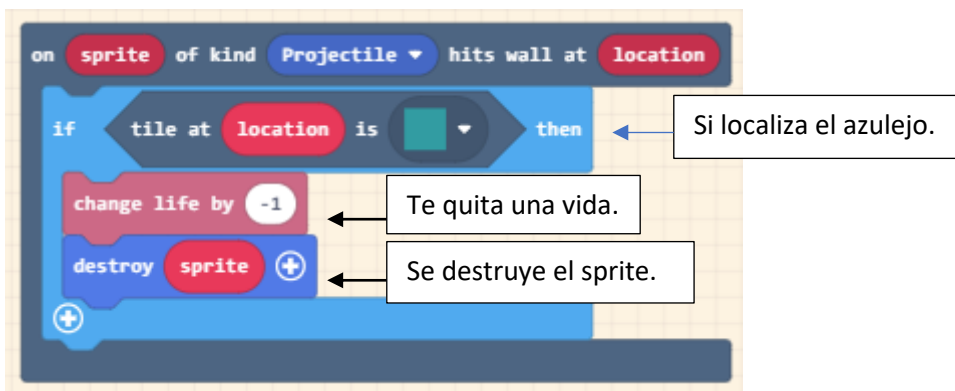 on sprite of kind Projectile hits wall at location
if tile at location is then
Si localiza el azulejo.
change life by -1
Te quita una vida.
destroy sprite
Se destruye el sprite.